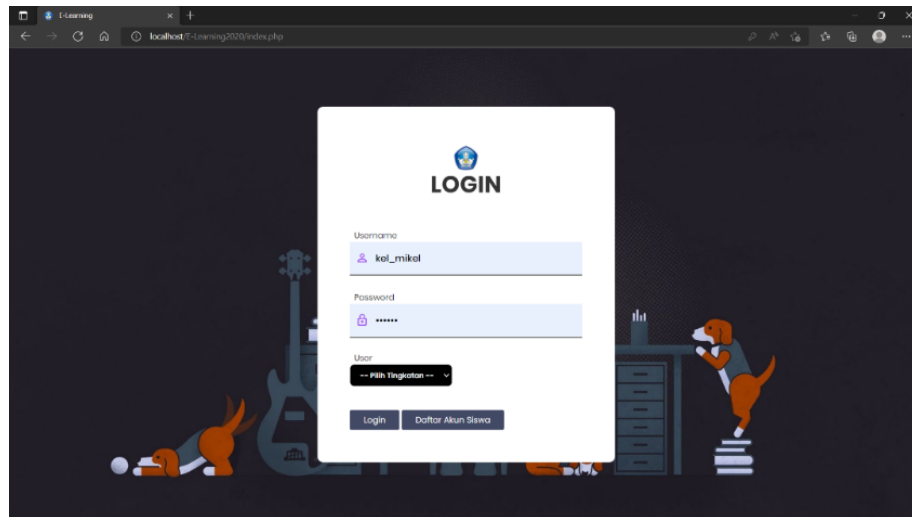 E-Learning
localhost/E-Learning2020/index.php
LOGIN
Username
kel_mikel
Password
••••••
User
-- Pilih Tingkatan --
Login
Daftar Akun Siswa